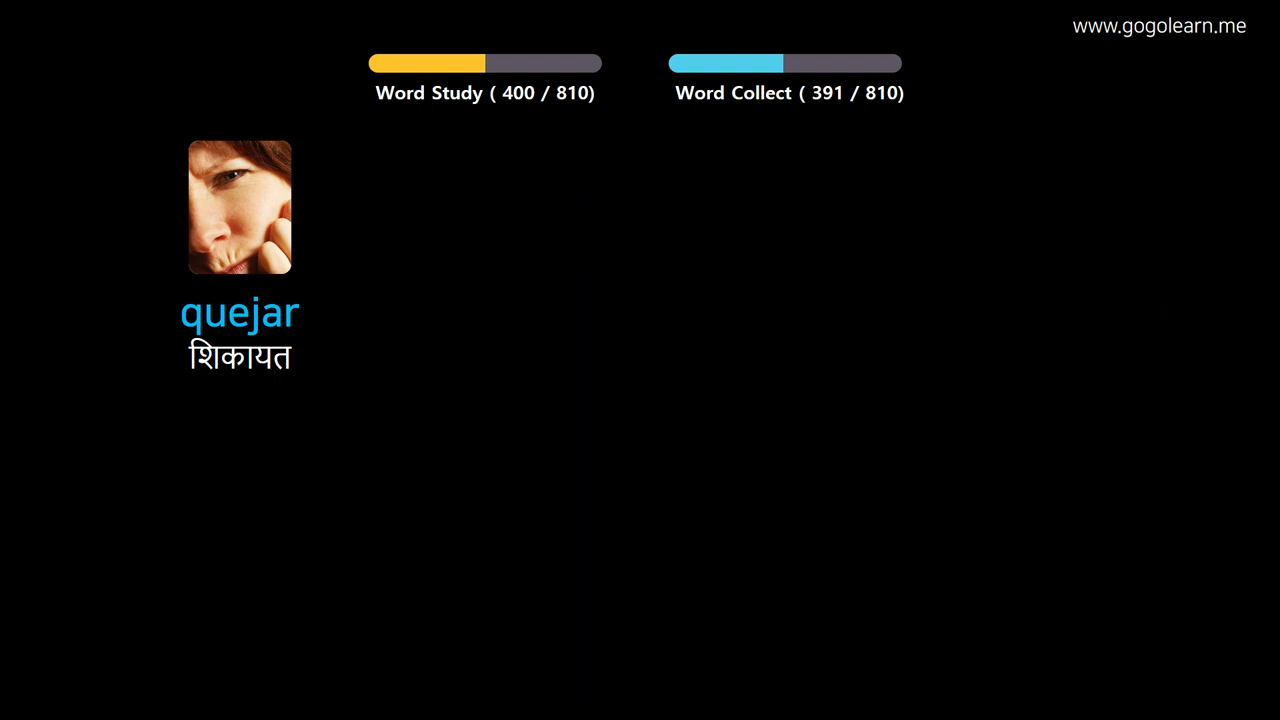 www.gogolearn.me
Word Study ( 400 / 810)
Word Collect ( 391 / 810)
quejar
शिकायत